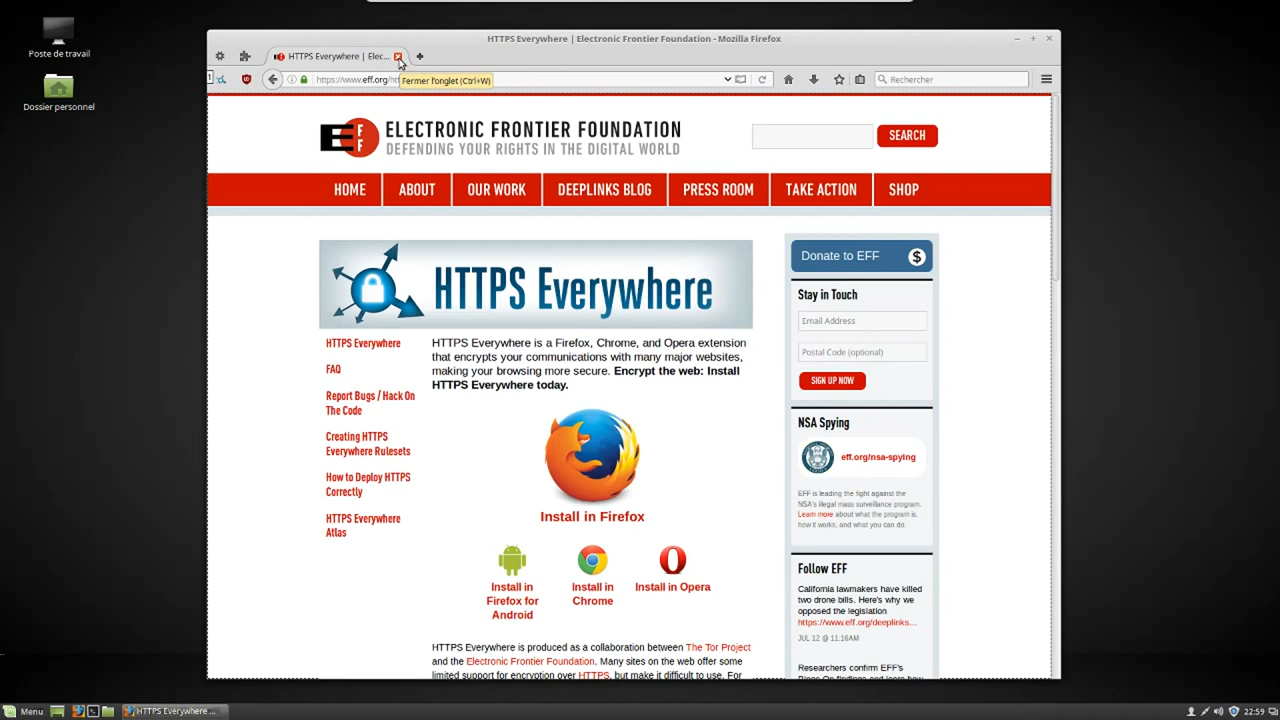 Poste de travail
Dossier personnel
HTTPS Everywhere | Electronic Frontier Foundation - Mozilla Firefox
HTTPS Everywhere | Elec...
1
https://www.eff.org/ht
Fermer l'onglet (Ctrl+W)
Rechercher
EFF
ELECTRONIC FRONTIER FOUNDATION
DEFENDING YOUR RIGHTS IN THE DIGITAL WORLD
SEARCH
HOME ABOUT OUR WORK DEEPLINKS BLOG PRESS ROOM TAKE ACTION SHOP
HTTPS Everywhere
HTTPS Everywhere
FAQ
Report Bugs / Hack On
The Code
Creating HTTPS
Everywhere Rulesets
How to Deploy HTTPS
Correctly
HTTPS Everywhere
Atlas
HTTPS Everywhere is a Firefox, Chrome, and Opera extension
that encrypts your communications with many major websites,
making your browsing more secure. Encrypt the web: Install
HTTPS Everywhere today.
Install in Firefox
Install in
Firefox for
Android
Install in
Chrome
Install in Opera
HTTPS Everywhere is produced as a collaboration between The Tor Project
and the Electronic Frontier Foundation. Many sites on the web offer some
limited support for encryption over HTTPS, but make it difficult to use. For
Donate to EFF $
Stay in Touch
Email Address
Postal Code (optional)
SIGN UP NOW
NSA Spying
eff.org/nsa-spying
EFF is leading the fight against the
NSA's illegal mass surveillance program.
Learn more about what the program is,
how it works, and what you can do.
Follow EFF
California lawmakers have killed
two drone bills. Here's why we
opposed the legislation
https://www.eff.org/deeplinks...
JUL 12 @ 11:16AM
Researchers confirm EFF's
Menu
HTTPS Everywhere ...
22:59